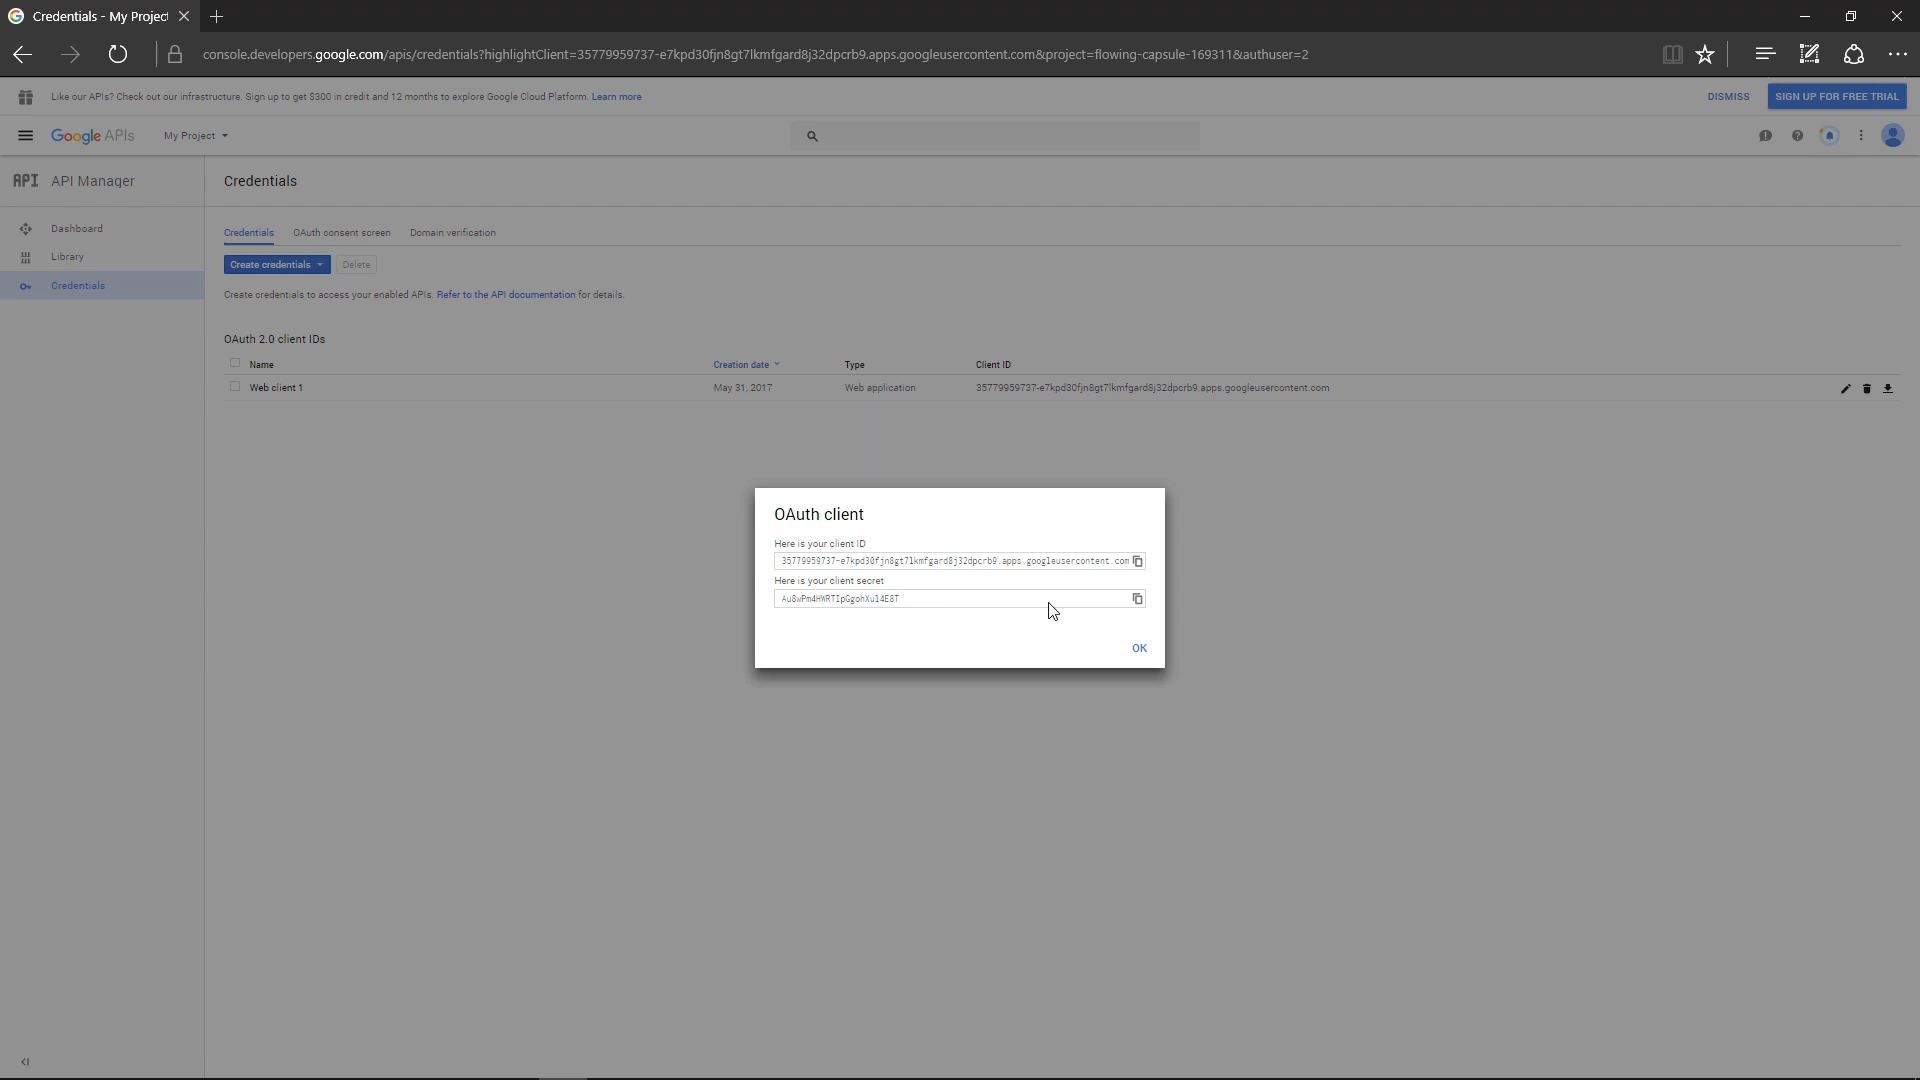 Credentials - My Project
console.developers.google.com/apis/credentials?highlightClient=35779959737-e7kpd30fjn8gt7lkmfgard8j32dpcrb9.apps.googleusercontent.com&project=flowing-capsule-169311&authuser=2
Like our APIs? Check out our infrastructure. Sign up to get $300 in credit and 12 months to explore Google Cloud Platform. Learn more
DISMISS
SIGN UP FOR FREE TRIAL
Google APIs
My Project
API API Manager
Credentials
Dashboard
Library
Credentials
Credentials OAuth consent screen Domain verification
Create credentials Delete
Create credentials to access your enabled APIs. Refer to the API documentation for details.
OAuth 2.0 client IDs
Name Creation date Type Client ID
Web client 1 May 31, 2017 Web application 35779959737-e7kpd30fjn8gt7lkmfgard8j32dpcrb9.apps.googleusercontent.com
OAuth client
Here is your client ID
35779959737-e7kpd30fjn8gt7lkmfgard8j32dpcrb9.apps.googleusercontent.com
Here is your client secret
Au8wPm4HWRTIpGgohXul4E8T
OK